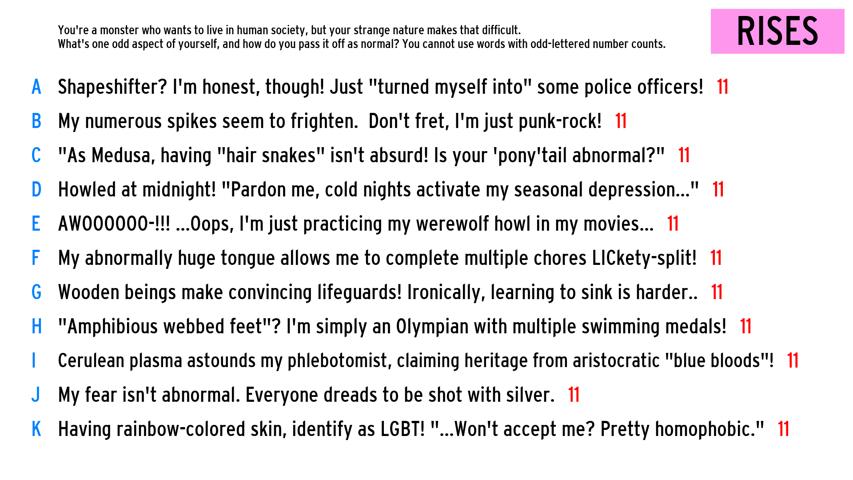 You're a monster who wants to live in human society, but your strange nature makes that difficult.
What's one odd aspect of yourself, and how do you pass it off as normal? You cannot use words with odd-lettered number counts.
RISES
A Shapeshifter? I'm honest, though! Just "turned myself into" some police officers! 11
B My numerous spikes seem to frighten. Don't fret, I'm just punk-rock! 11
C "As Medusa, having "hair snakes" isn't absurd! Is your 'pony'tail abnormal?" 11
D Howled at midnight! "Pardon me, cold nights activate my seasonal depression..." 11
E AWOOOOOO-!!! ...Oops, I'm just practicing my werewolf howl in my movies... 11
F My abnormally huge tongue allows me to complete multiple chores LICkety-split! 11
G Wooden beings make convincing lifeguards! Ironically, learning to sink is harder.. 11
H "Amphibious webbed feet"? I'm simply an Olympian with multiple swimming medals! 11
I Cerulean plasma astounds my phlebotomist, claiming heritage from aristocratic "blue bloods"! 11
J My fear isn't abnormal. Everyone dreads to be shot with silver. 11
K Having rainbow-colored skin, identify as LGBT! "...Won't accept me? Pretty homophobic." 11